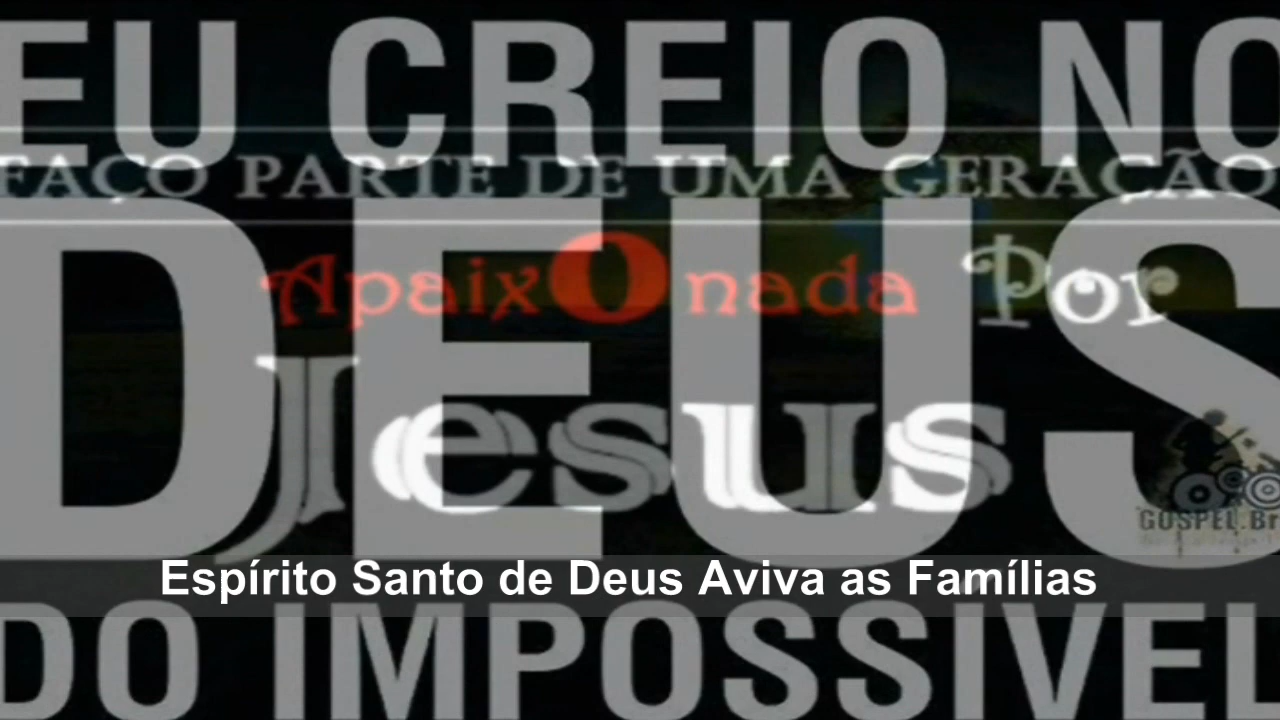 EU CREIO NO
FAÇO PARTE DE UMA GERAÇÃO
DEUS
ApaixOnada Por
Jesus
GOSPEL.Br
Espírito Santo de Deus Aviva as Famílias
DO IMPOSSÍVEL